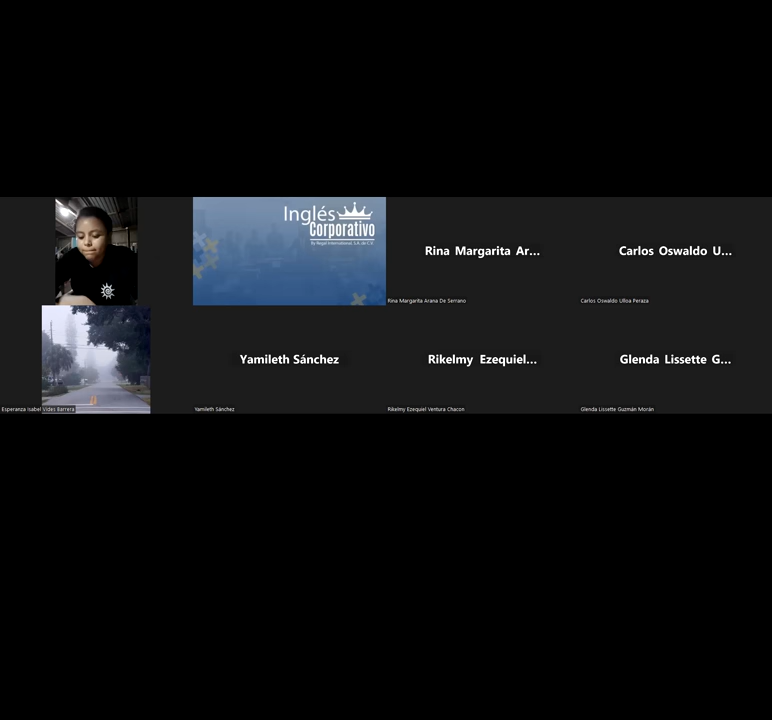 Inglés
Corporativo
By Regal International, S.A. de C.V.
Rina Margarita Ar...
Rina Margarita Arana De Serrano
Carlos Oswaldo U...
Carlos Oswaldo Ulloa Peraza
Esperanza Isabel Vides Barrera
Yamileth Sánchez
Yamileth Sánchez
Rikelmy Ezequiel...
Rikelmy Ezequiel Ventura Chacon
Glenda Lissette G...
Glenda Lissette Guzmán Morán